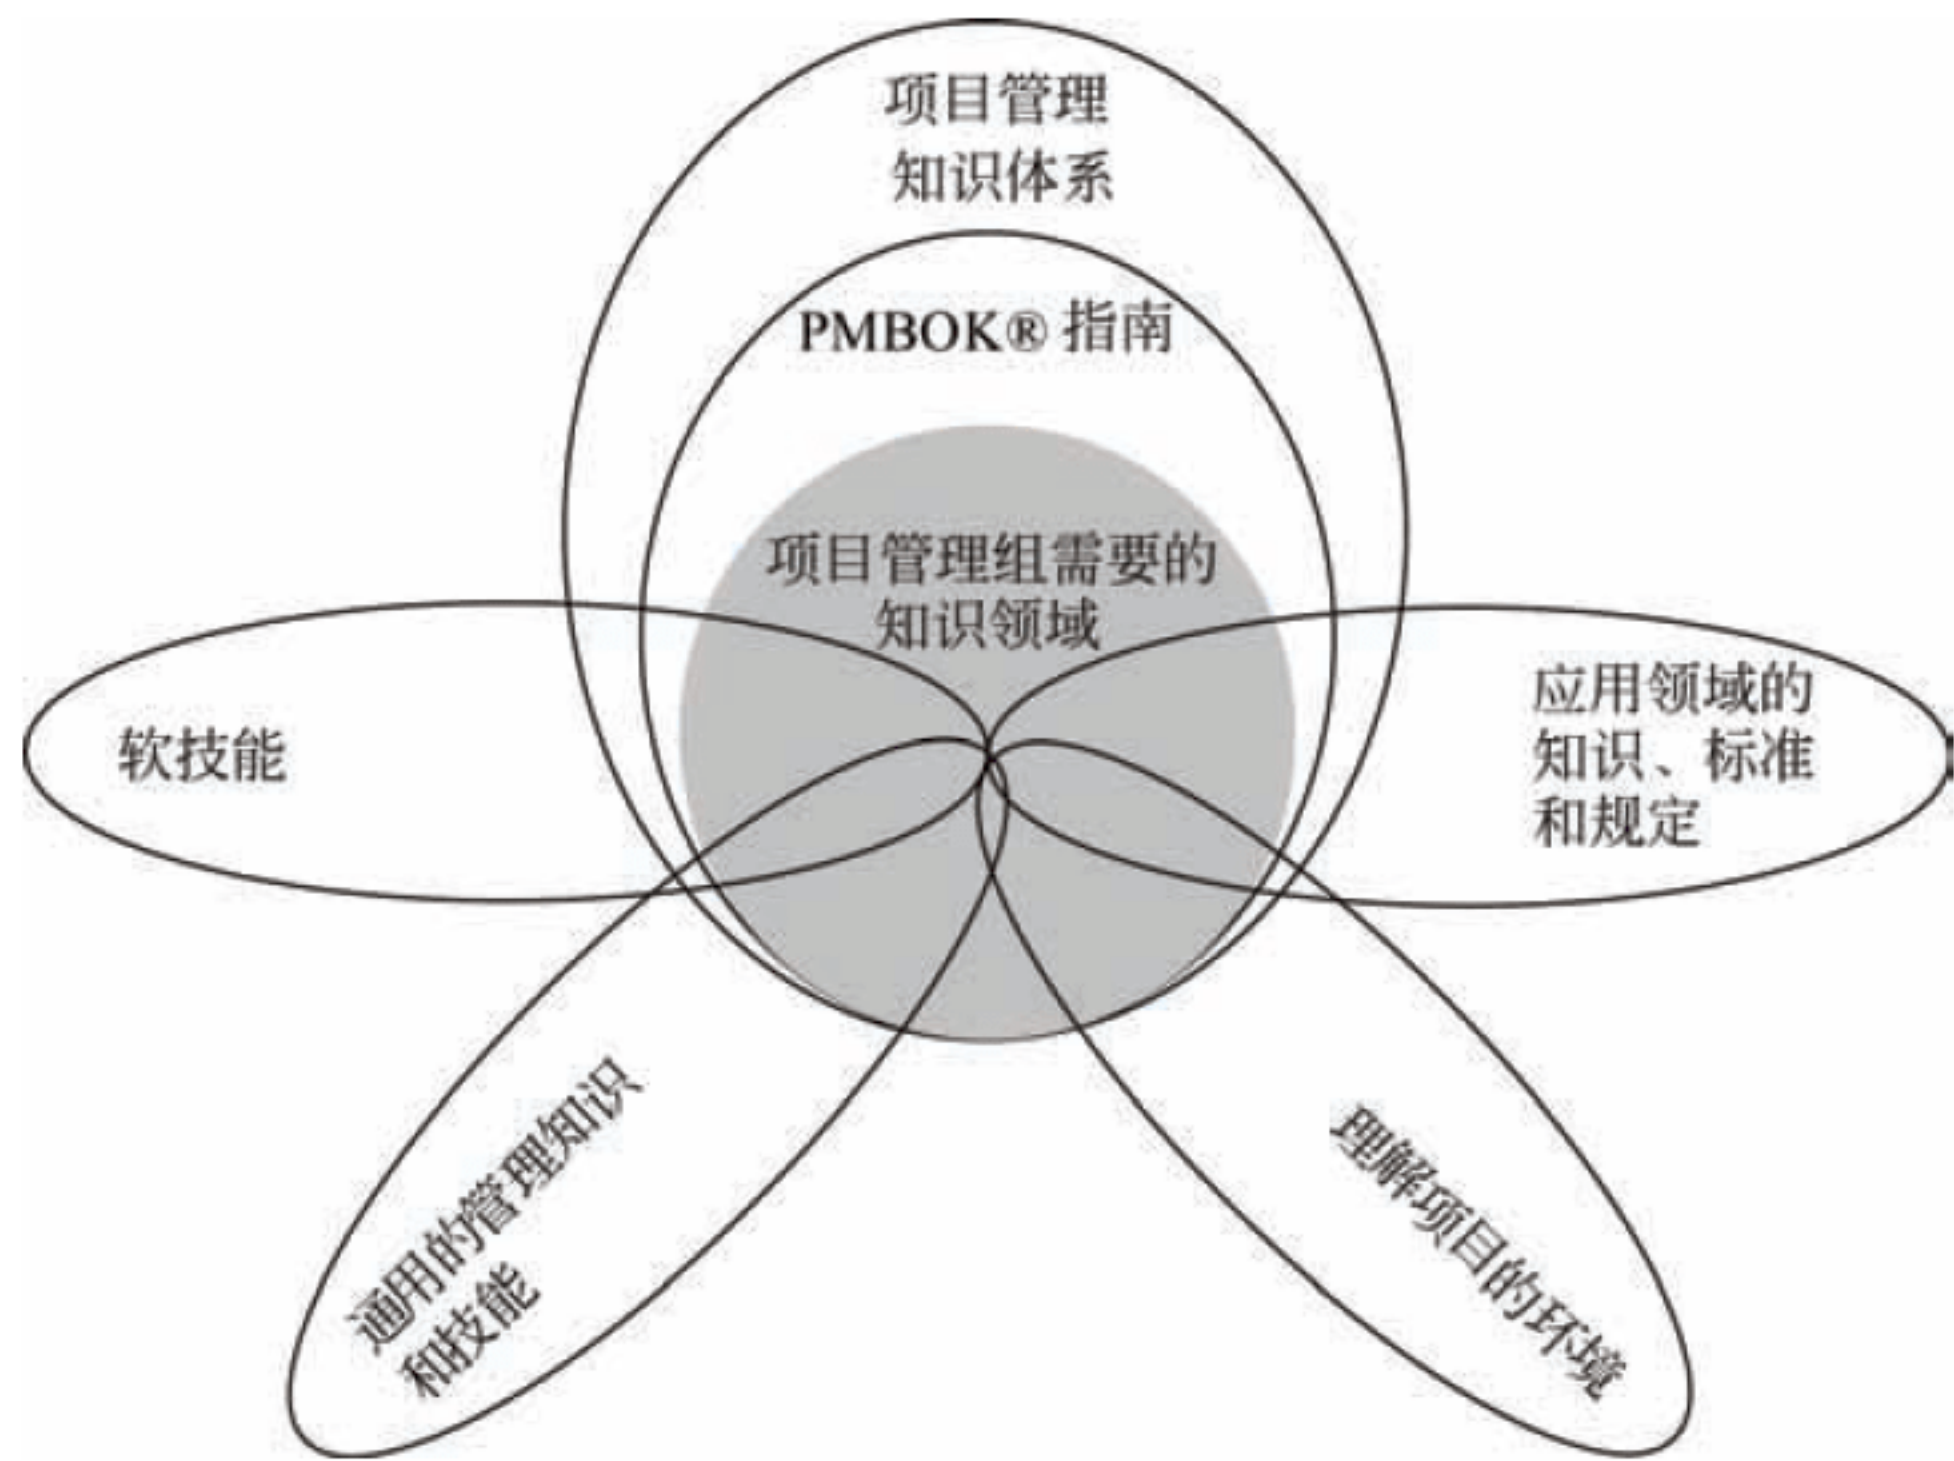 项目管理
知识体系
PMBOK® 指南
项目管理组需要的
知识领域
软技能
应用领域的
知识、标准
和规定
通用的管理知识
和技能
理解项目的环境